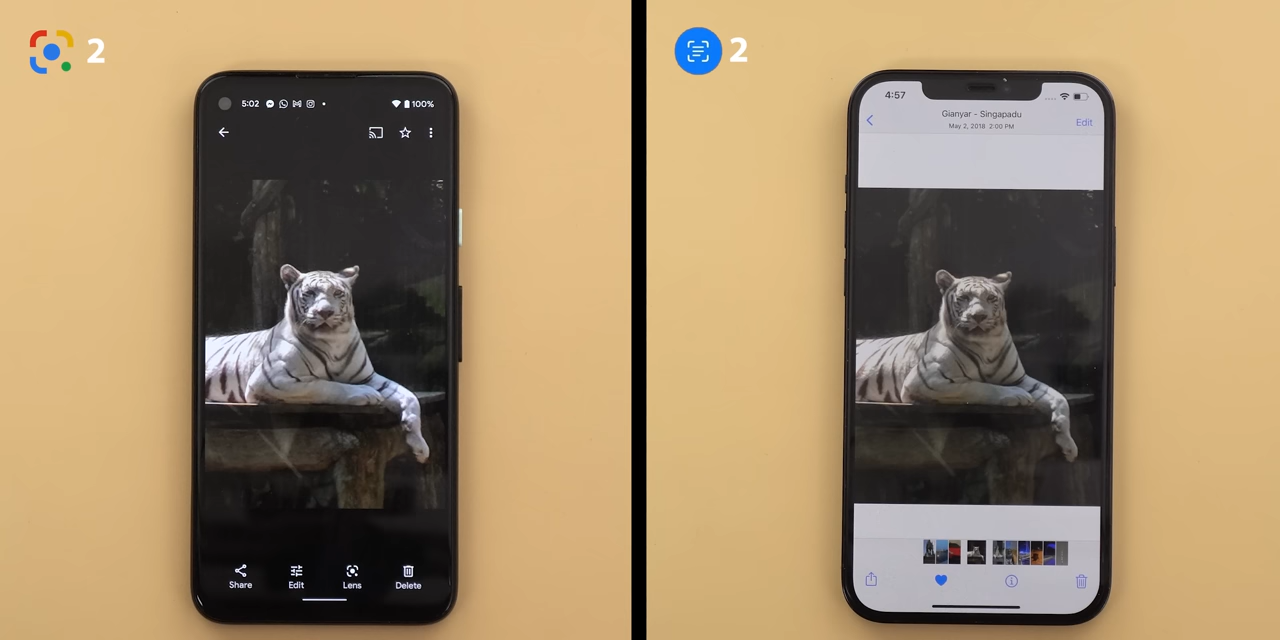 2
5:02
100%
Share
Edit
Lens
Delete
2
4:57
Gianyar - Singapadu
May 2, 2018 2:00 PM
Edit